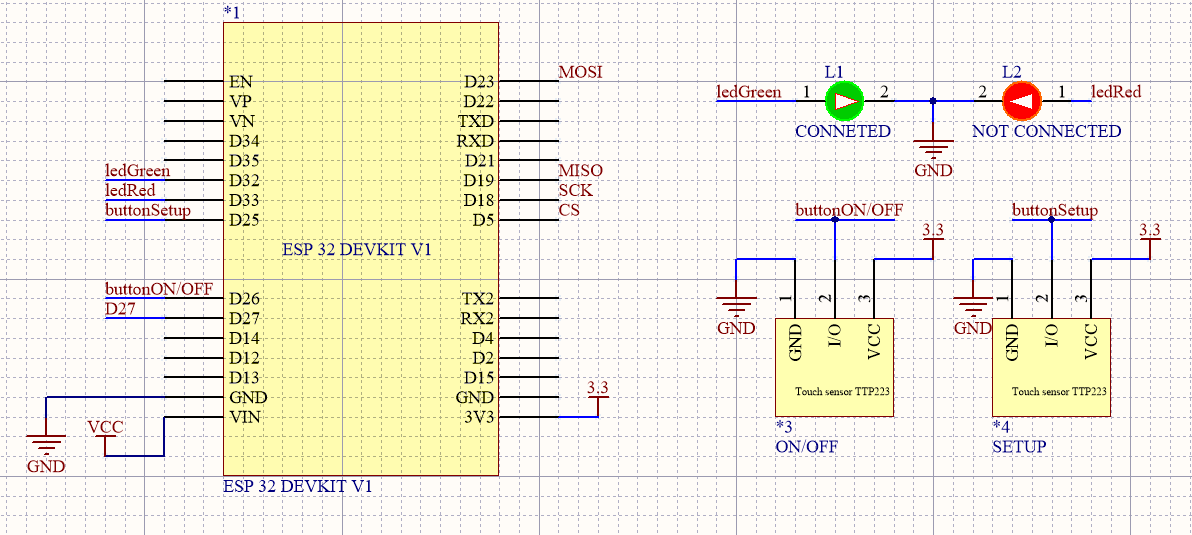 *1
EN
VP
VN
D34
D35
ledGreen D32
ledRed D33
buttonSetup D25
buttonON/OFF D26
D27 D27
D14
D12
D13
GND
VIN
VCC
GND
ESP 32 DEVKIT V1
D23 MOSI
D22
TXD
RXD
D21
D19 MISO
D18 SCK
D5 CS
TX2
RX2
D4
D2
D15
GND
3V3 3.3
ESP 32 DEVKIT V1
L1
ledGreen 1 2
CONNETED
L2
2 1 ledRed
NOT CONNECTED
GND
buttonON/OFF
3.3
GND
1 2 3
GND I/O VCC
Touch sensor TTP223
*3
ON/OFF
buttonSetup
3.3
GND
1 2 3
GND I/O VCC
Touch sensor TTP223
*4
SETUP